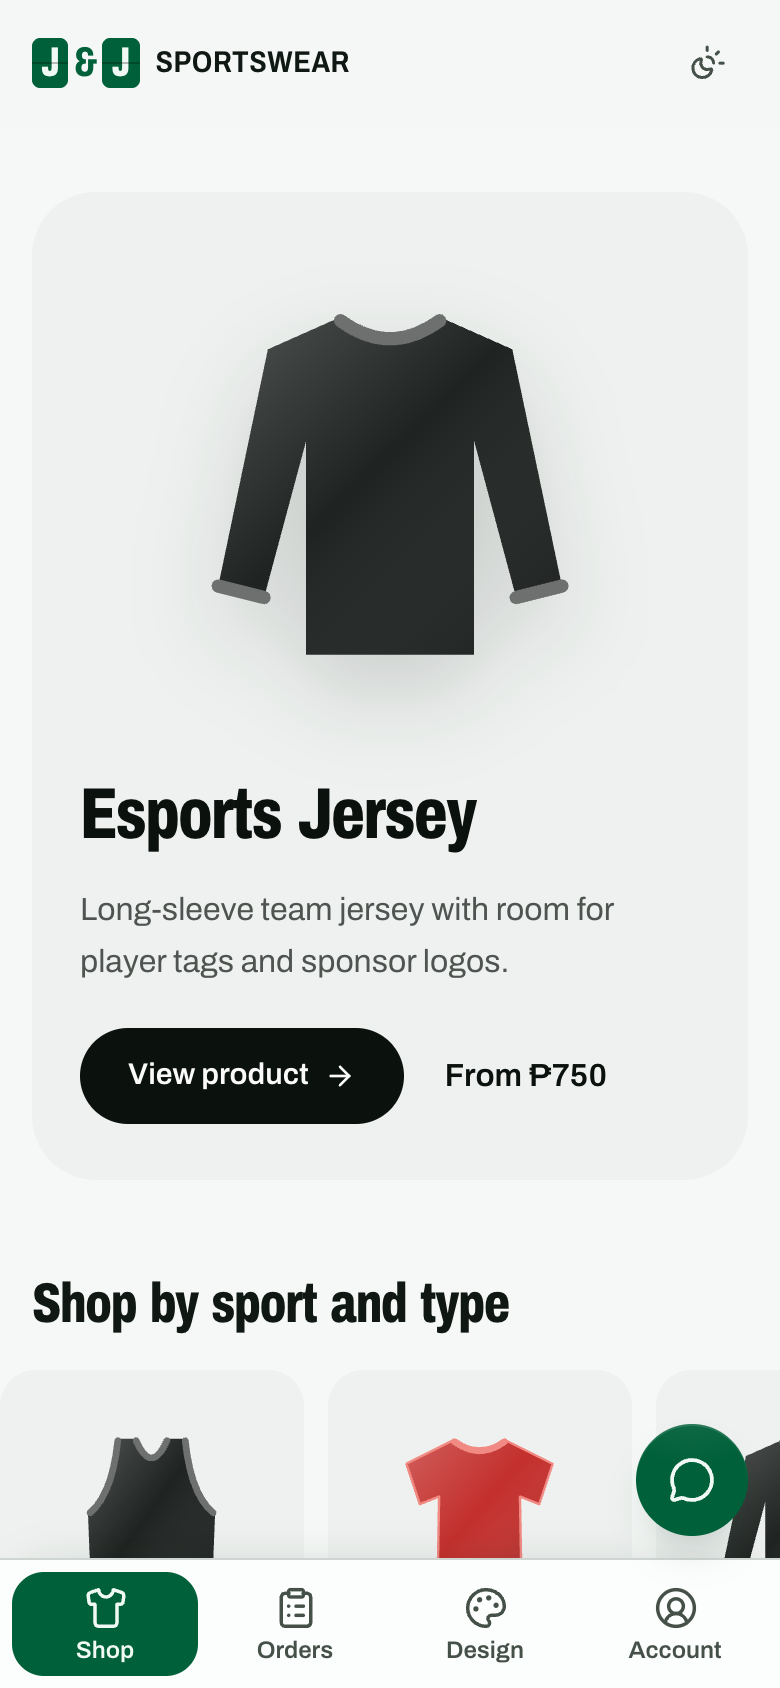 J & J SPORTSWEAR
Esports Jersey
Long-sleeve team jersey with room for
player tags and sponsor logos.
View product
From ₱750
Shop by sport and type
Shop
Orders
Design
Account